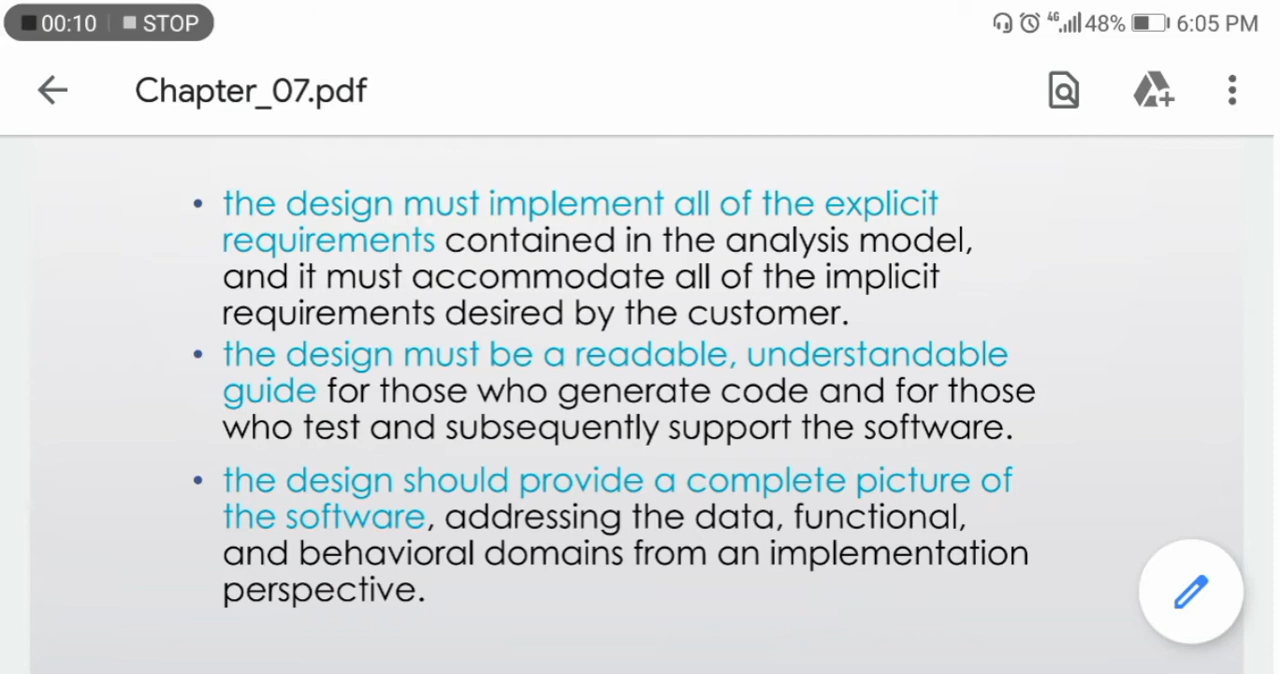 00:10 STOP 4G 48% 6:05 PM
Chapter_07.pdf
• the design must implement all of the explicit
requirements contained in the analysis model,
and it must accommodate all of the implicit
requirements desired by the customer.
• the design must be a readable, understandable
guide for those who generate code and for those
who test and subsequently support the software.
• the design should provide a complete picture of
the software, addressing the data, functional,
and behavioral domains from an implementation
perspective.